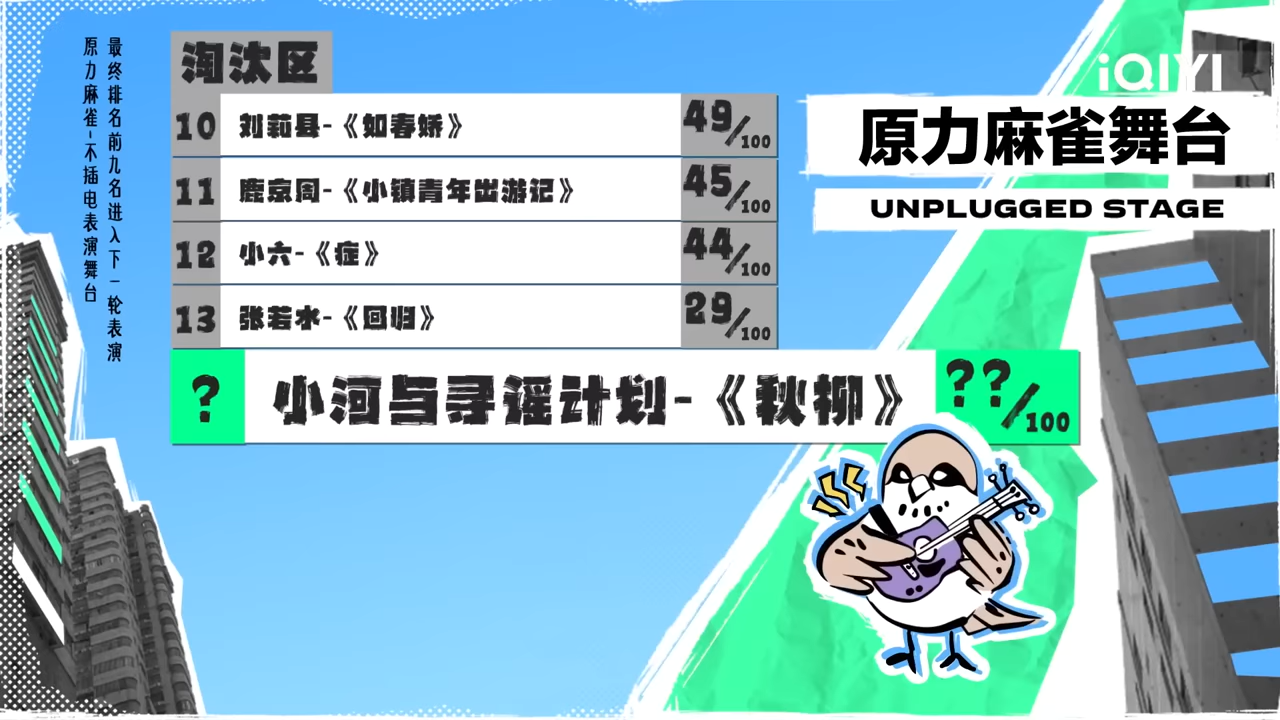 最终排名前九名进入下一轮表演
原力麻雀-不插电表演舞台
淘汰区
10 刘莉县-《如春娇》 49/100
11 鹿京周-《小镇青年出游记》 45/100
12 小六-《症》 44/100
13 张若水-《回归》 29/100
? 小河与寻谣计划-《秋柳》 ??/100
iQIYI
原力麻雀舞台
UNPLUGGED STAGE